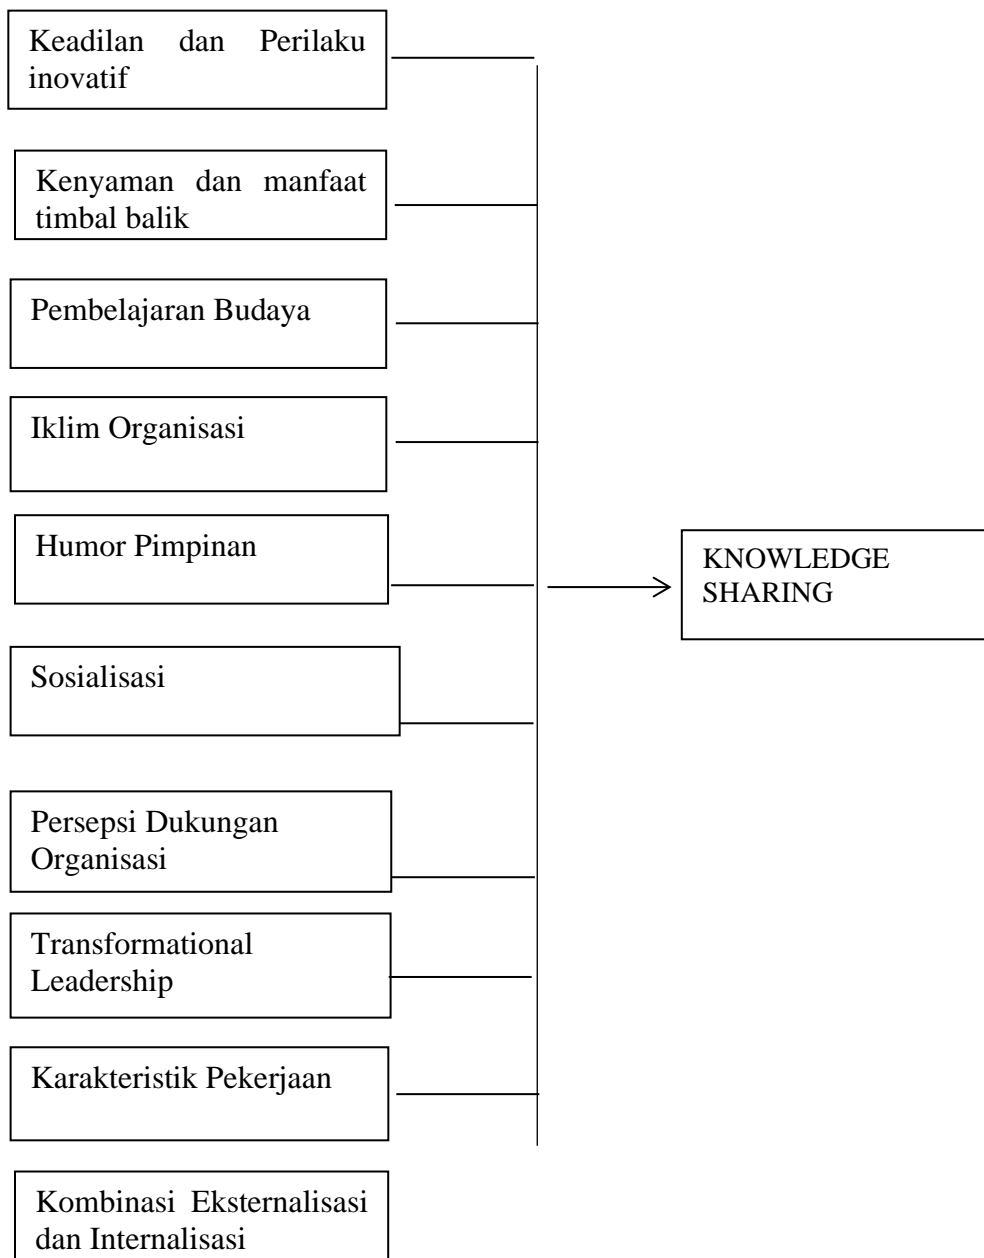 Keadilan dan Perilaku
inovatif
Kenyaman dan manfaat
timbal balik
Pembelajaran Budaya
Iklim Organisasi
Humor Pimpinan
KNOWLEDGE
SHARING
Sosialisasi
Persepsi Dukungan
Organisasi
Transformational
Leadership
Karakteristik Pekerjaan
Kombinasi Eksternalisasi
dan Internalisasi